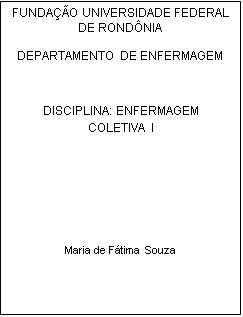 FUNDAÇÃO UNIVERSIDADE FEDERAL
DE RONDÔNIA
DEPARTAMENTO DE ENFERMAGEM
DISCIPLINA: ENFERMAGEM
COLETIVA I
Maria de Fátima Souza